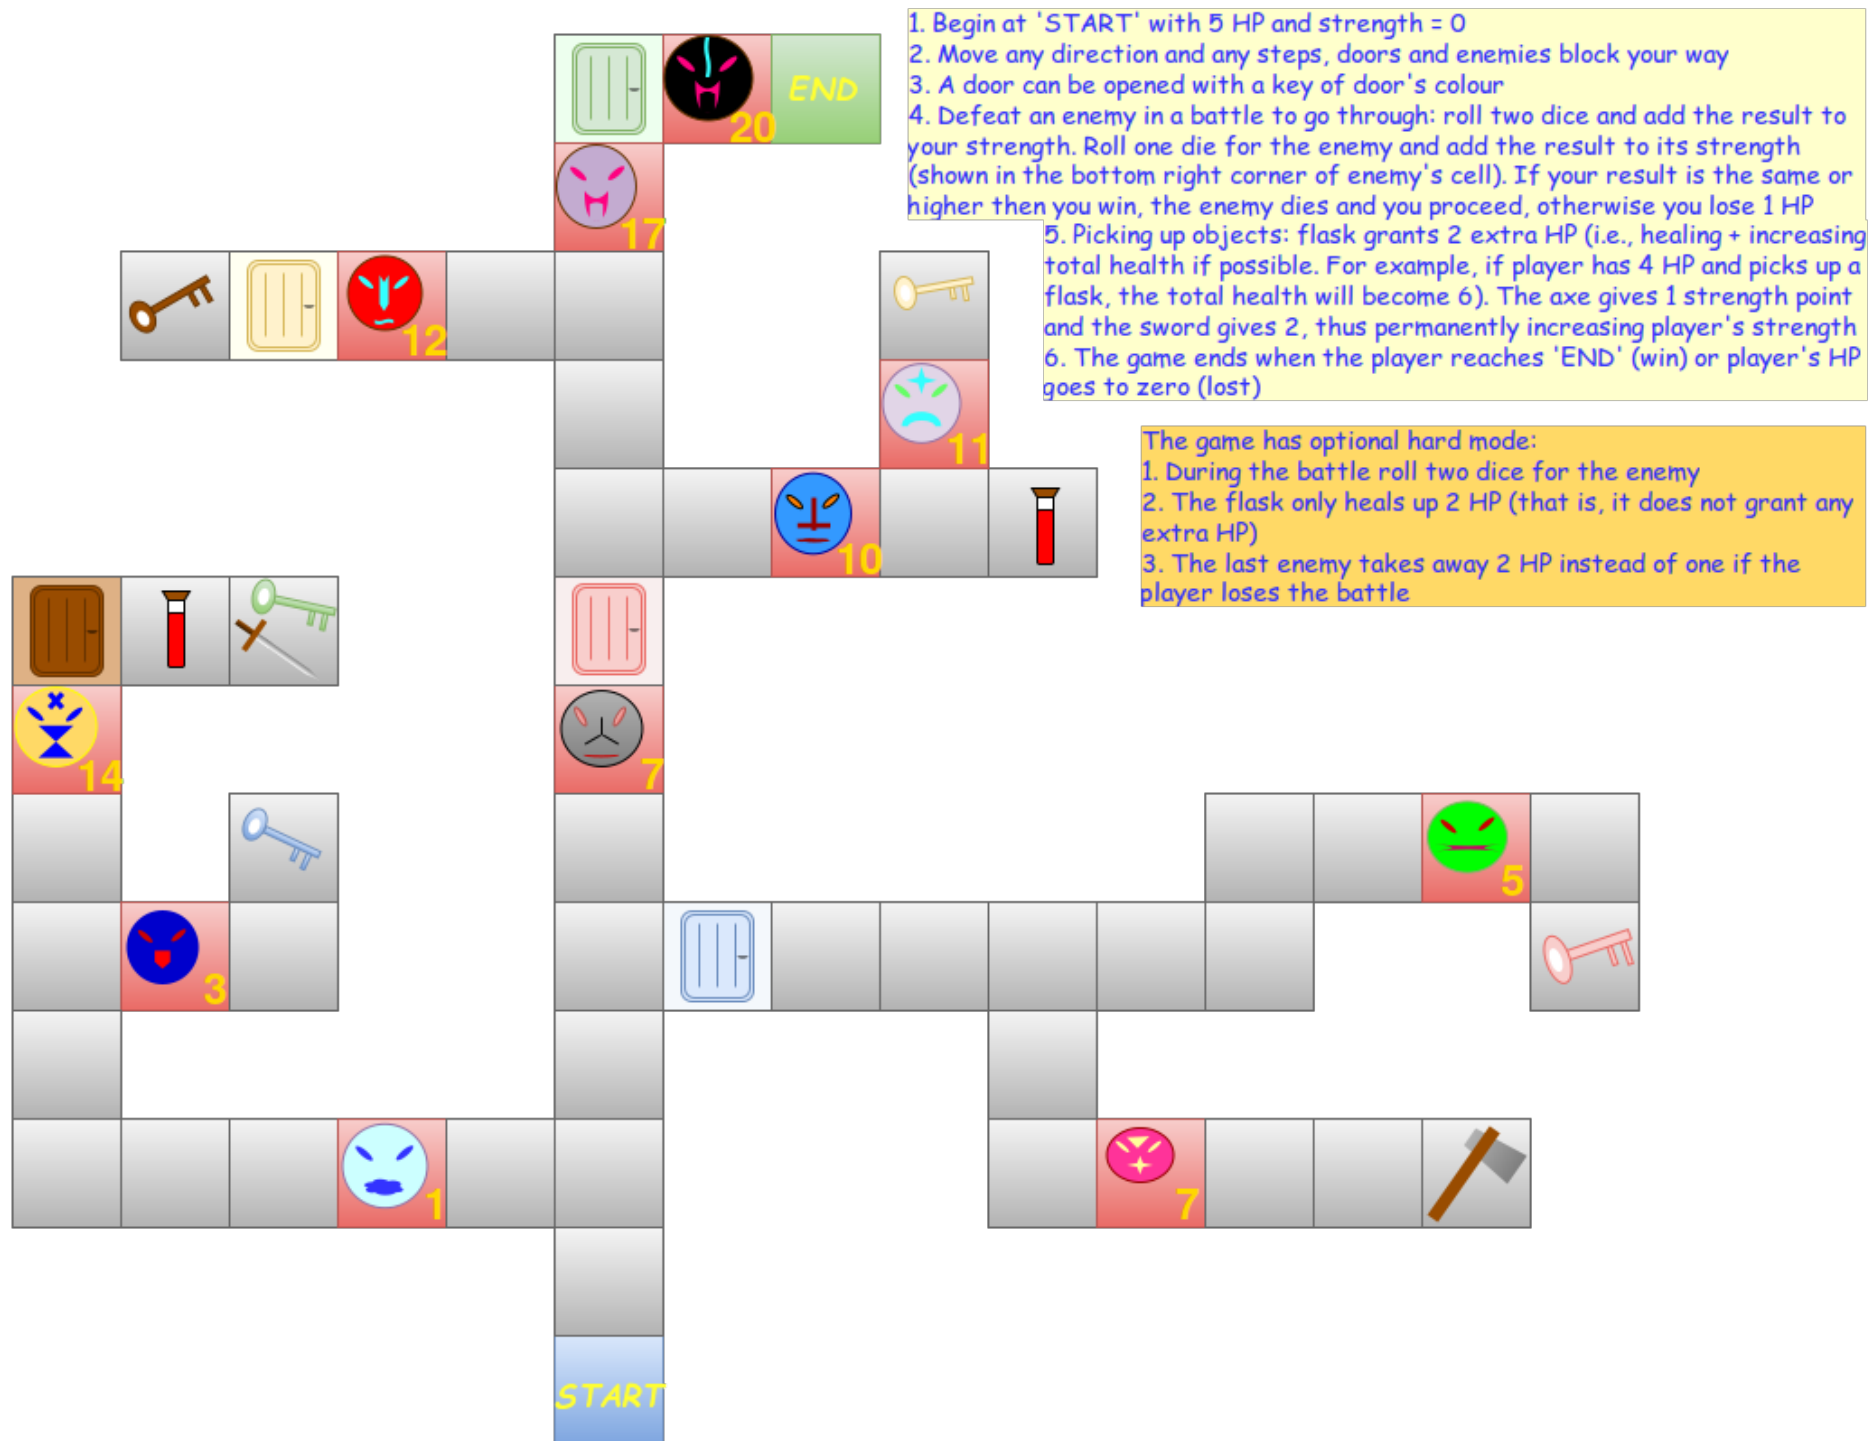 1. Begin at 'START' with 5 HP and strength = 0
2. Move any direction and any steps, doors and enemies block your way
3. A door can be opened with a key of door's colour
4. Defeat an enemy in a battle to go through: roll two dice and add the result to
your strength. Roll one die for the enemy and add the result to its strength
(shown in the bottom right corner of enemy's cell). If your result is the same or
higher then you win, the enemy dies and you proceed, otherwise you lose 1 HP
5. Picking up objects: flask grants 2 extra HP (i.e., healing + increasing
total health if possible. For example, if player has 4 HP and picks up a
flask, the total health will become 6). The axe gives 1 strength point
and the sword gives 2, thus permanently increasing player's strength
6. The game ends when the player reaches 'END' (win) or player's HP
goes to zero (lost)
The game has optional hard mode:
1. During the battle roll two dice for the enemy
2. The flask only heals up 2 HP (that is, it does not grant any
extra HP)
3. The last enemy takes away 2 HP instead of one if the
player loses the battle
END
20
17
12
11
10
14
7
5
3
1
7
START